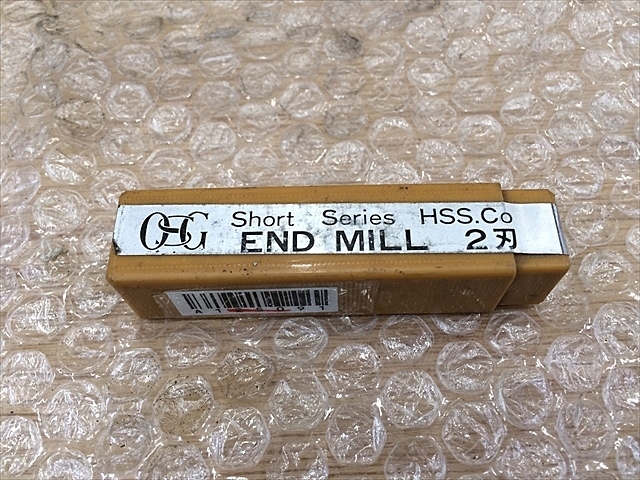 OSG Short Series HSS.Co
END MILL 2刃